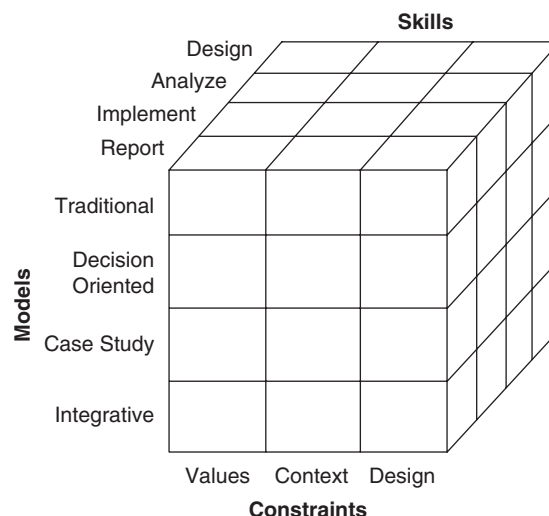 Skills
Design
Analyze
Implement
Report
Traditional
Decision
Oriented
Case Study
Integrative
Models
Values Context Design
Constraints